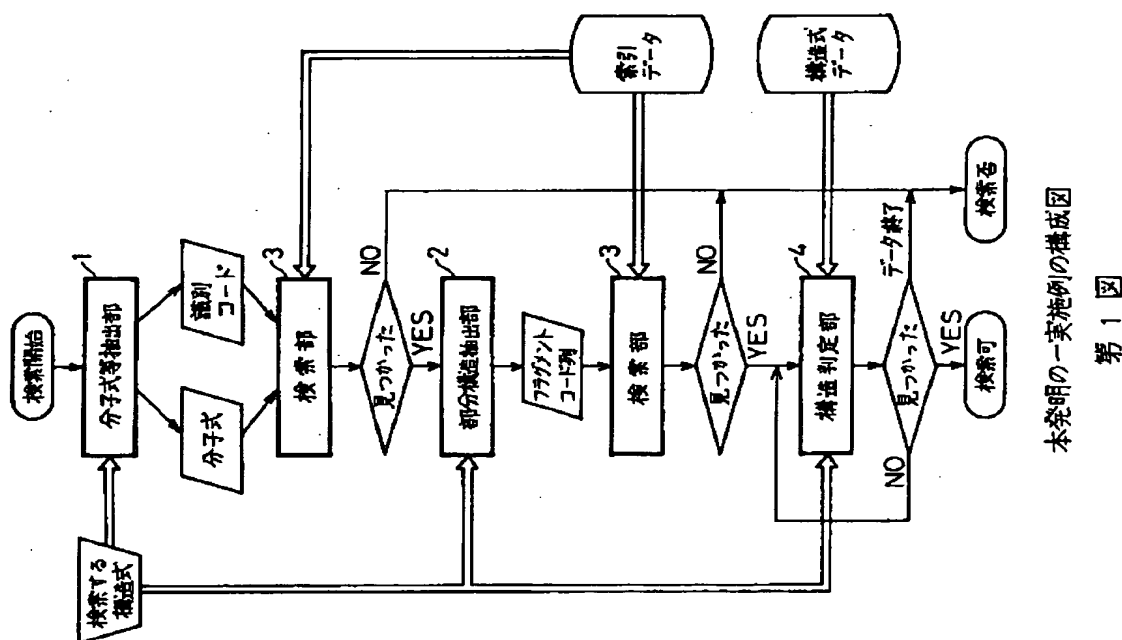 検索開始
検索する
構造式
1
分子式等抽出部
分子式
識別
コード
3
検索部
見つかった
NO
YES
2
部分構造抽出部
フラグメント
コード列
3
検索部
見つかった
NO
YES
4
構造判定部
見つかった
NO
データ終了
YES
検索可
検索否
索引
データ
構造式
データ
本発明の一実施例の構成図
第 1 図